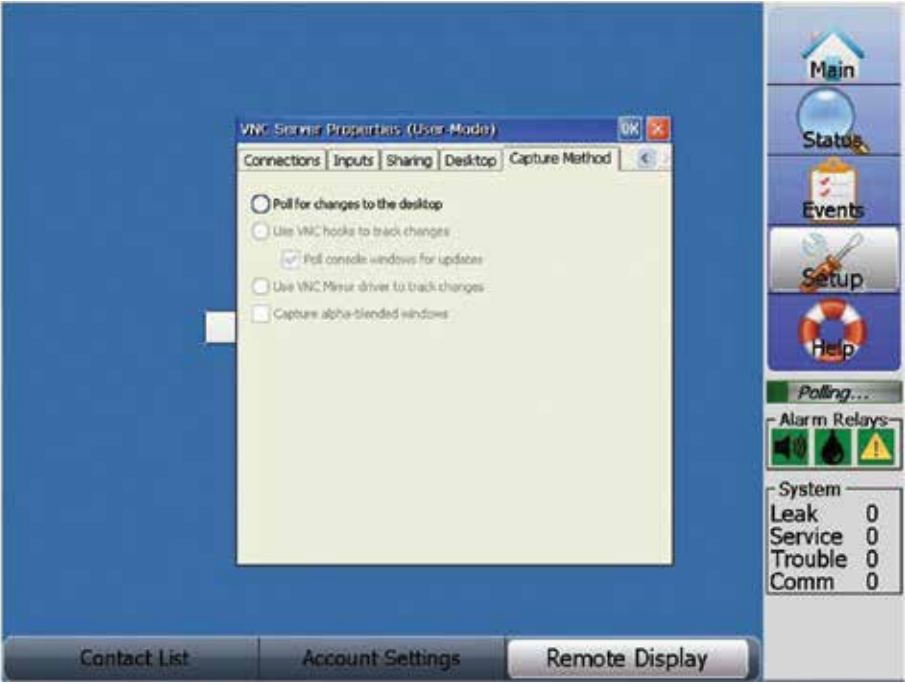 VNC Server Properties (User-Mode)
OK
Connections
Inputs
Sharing
Desktop
Capture Method
Poll for changes to the desktop
Use VNC hooks to track changes
Poll console windows for updates
Use VNC Mirror driver to track changes
Capture alpha-blended windows
Main
Status
Events
Setup
Help
Polling...
Alarm Relays
System
Leak 0
Service 0
Trouble 0
Comm 0
Contact List
Account Settings
Remote Display